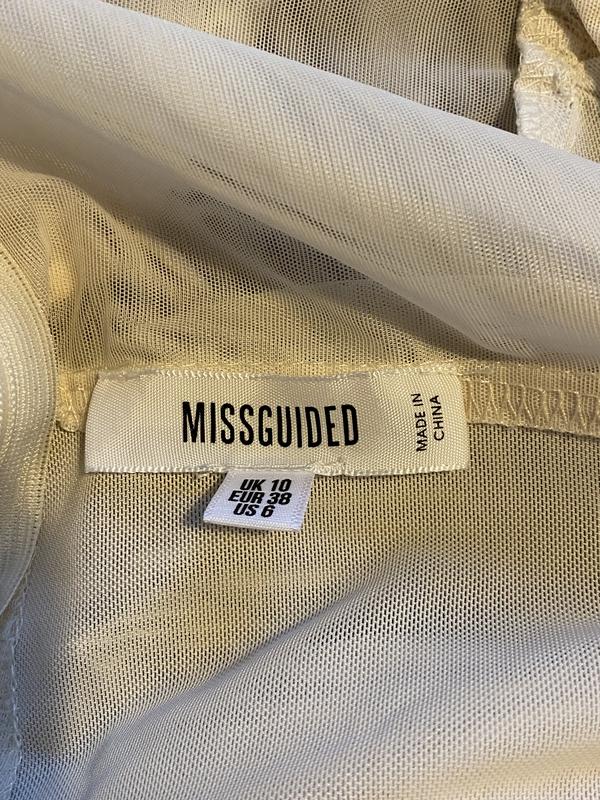 MISSGUIDED
MADE IN
CHINA
UK 10
EUR 38
US 6